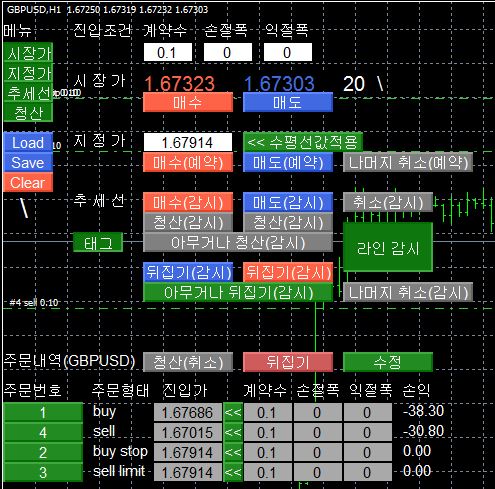 GBPUSD,H1 1.67250 1.67319 1.67232 1.67303
메뉴 진입조건 계약수 손절폭 익절폭
시장가 0.1 0 0
지정가
추세선
청산
시장가 1.67323 1.67303 20 \
매수 매도
Load 지정가 1.67914 << 수평선값적용
Save 매수(예약) 매도(예약) 나머지 취소(예약)
Clear
\ 추세선 매수(감시) 매도(감시) 취소(감시)
청산(감시) 청산(감시) 라인 감시
태그 아무거나 청산(감시)
뒤집기(감시) 뒤집기(감시)
아무거나 뒤집기(감시) 나머지 취소(감시)
#4 sell 0.10
주문내역(GBPUSD) 청산(취소) 뒤집기 수정
주문번호 주문형태 진입가 계약수 손절폭 익절폭 손익
1 buy 1.67686 << 0.1 0 0 -38.30
4 sell 1.67015 << 0.1 0 0 -30.80
2 buy stop 1.67914 << 0.1 0 0 0.00
3 sell limit 1.67914 << 0.1 0 0 0.00